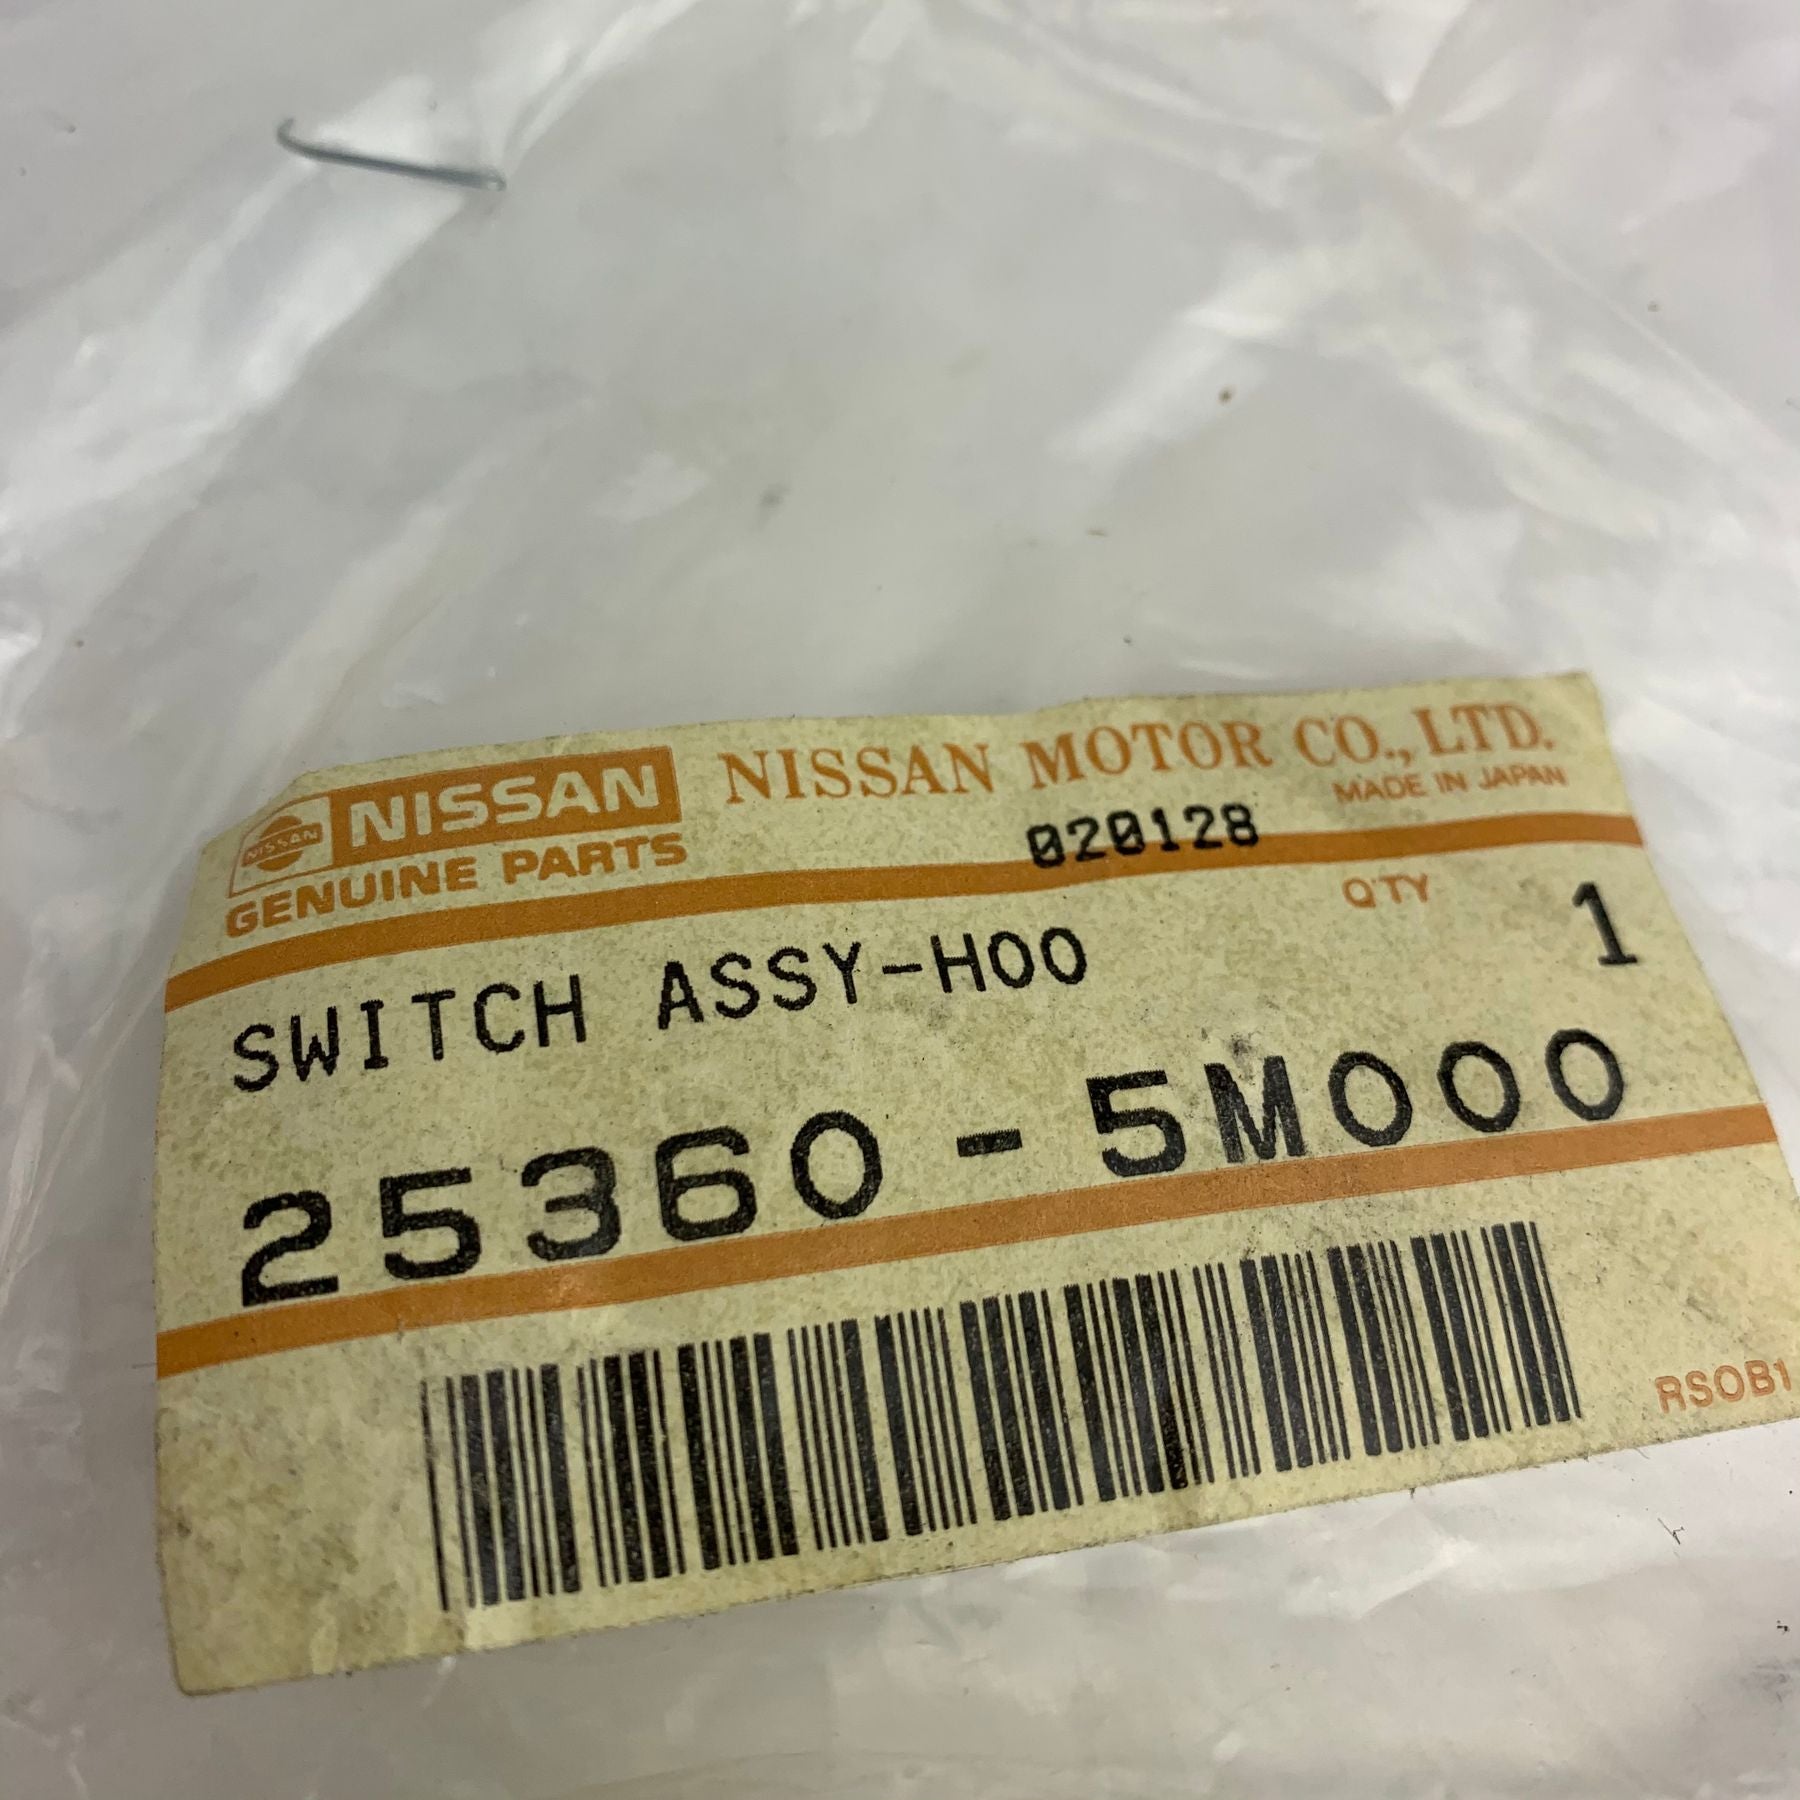 NISSAN NISSAN NISSAN MOTOR CO., LTD.
GENUINE PARTS 020128 MADE IN JAPAN
SWITCH ASSY-HOO Q'TY 1
25360-5M000
RSOB1